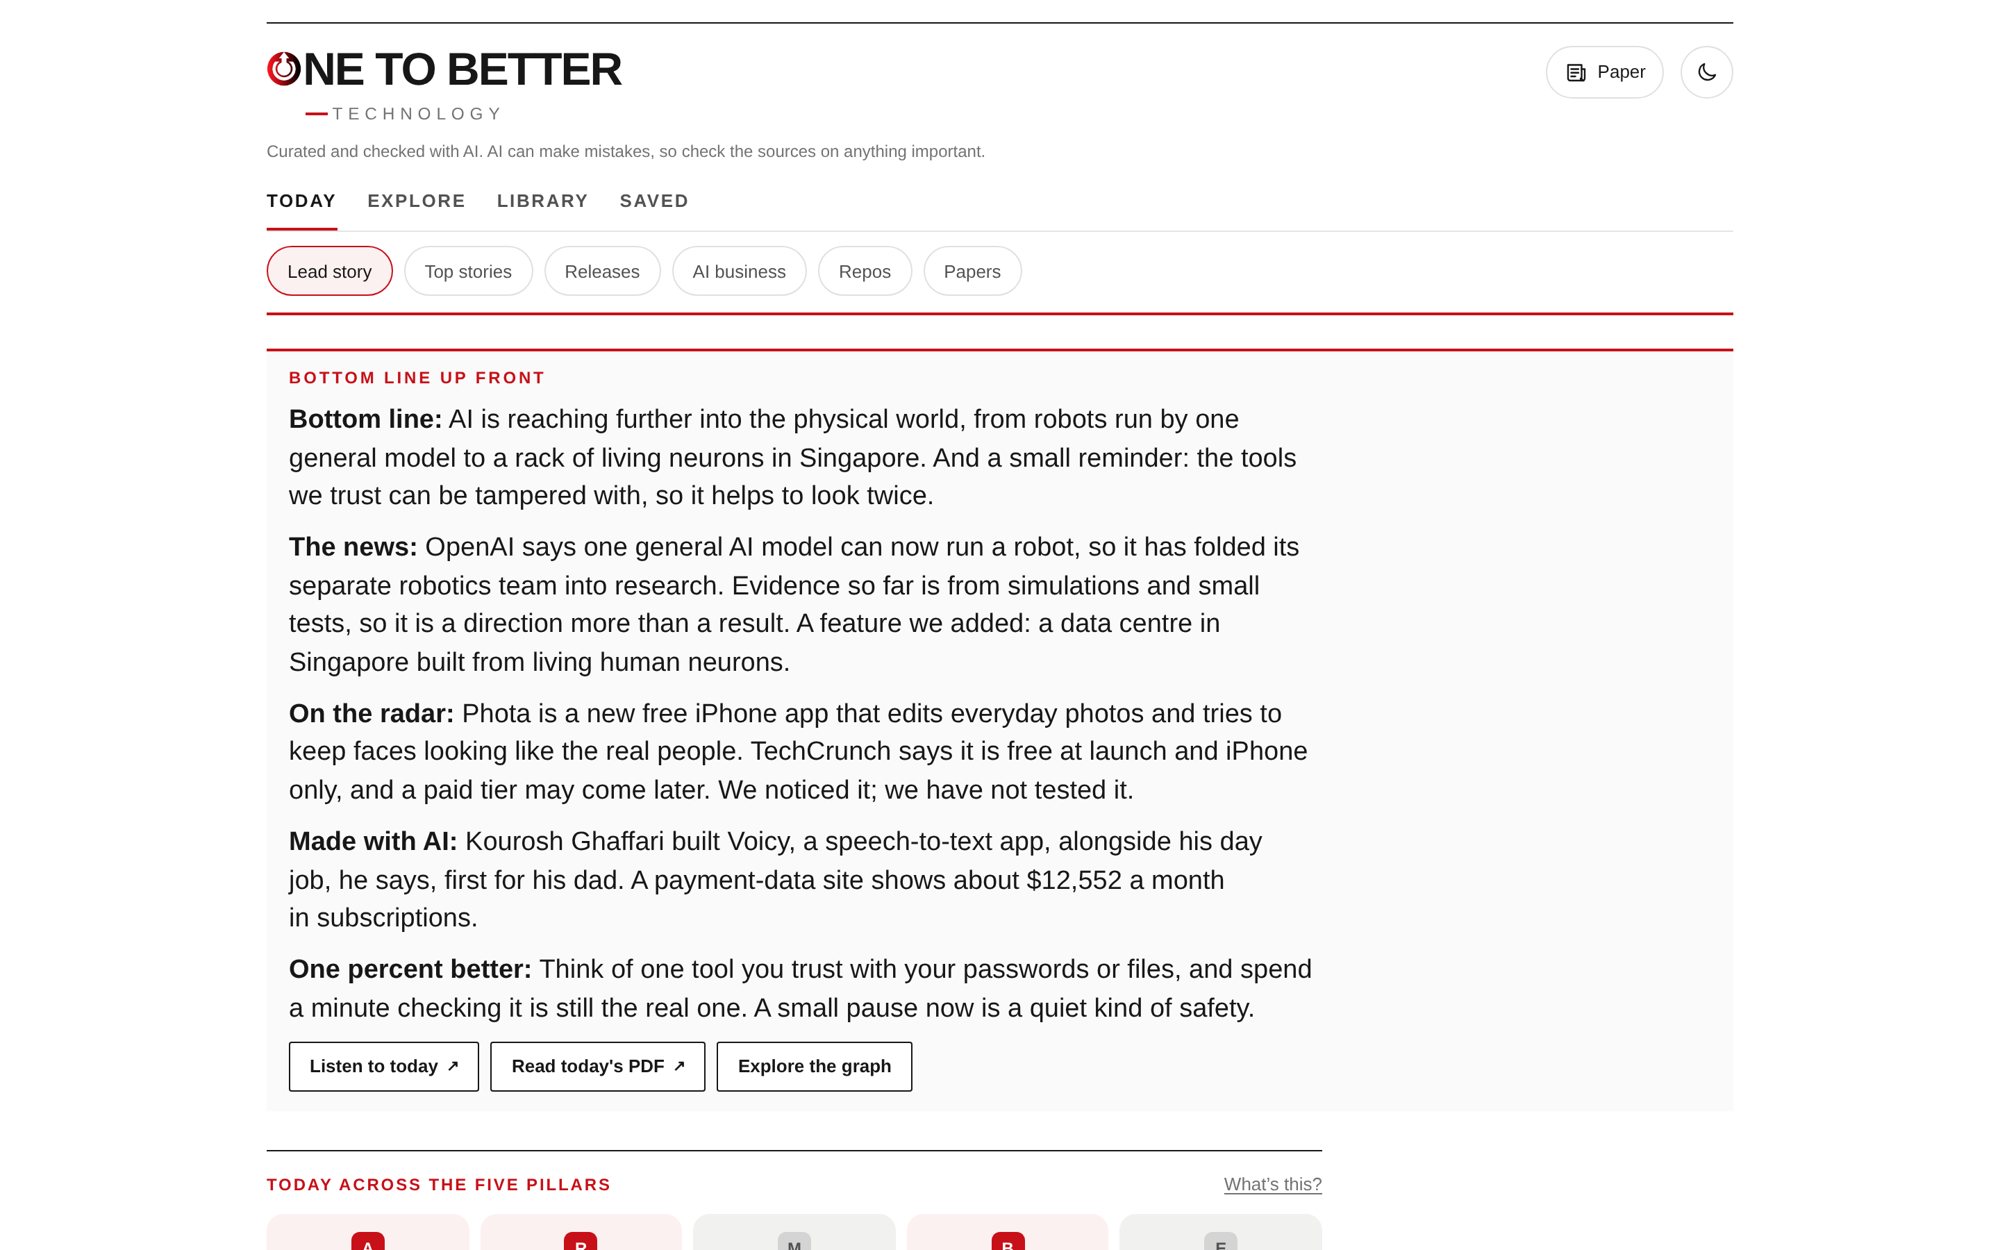 ONE TO BETTER
Paper
TECHNOLOGY
Curated and checked with AI. AI can make mistakes, so check the sources on anything important.
TODAY EXPLORE LIBRARY SAVED
Lead story Top stories Releases AI business Repos Papers
BOTTOM LINE UP FRONT
Bottom line: AI is reaching further into the physical world, from robots run by one
general model to a rack of living neurons in Singapore. And a small reminder: the tools
we trust can be tampered with, so it helps to look twice.
The news: OpenAI says one general AI model can now run a robot, so it has folded its
separate robotics team into research. Evidence so far is from simulations and small
tests, so it is a direction more than a result. A feature we added: a data centre in
Singapore built from living human neurons.
On the radar: Phota is a new free iPhone app that edits everyday photos and tries to
keep faces looking like the real people. TechCrunch says it is free at launch and iPhone
only, and a paid tier may come later. We noticed it; we have not tested it.
Made with AI: Kourosh Ghaffari built Voicy, a speech-to-text app, alongside his day
job, he says, first for his dad. A payment-data site shows about $12,552 a month
in subscriptions.
One percent better: Think of one tool you trust with your passwords or files, and spend
a minute checking it is still the real one. A small pause now is a quiet kind of safety.
Listen to today ↗ Read today's PDF ↗ Explore the graph
TODAY ACROSS THE FIVE PILLARS What's this?
A R M B E